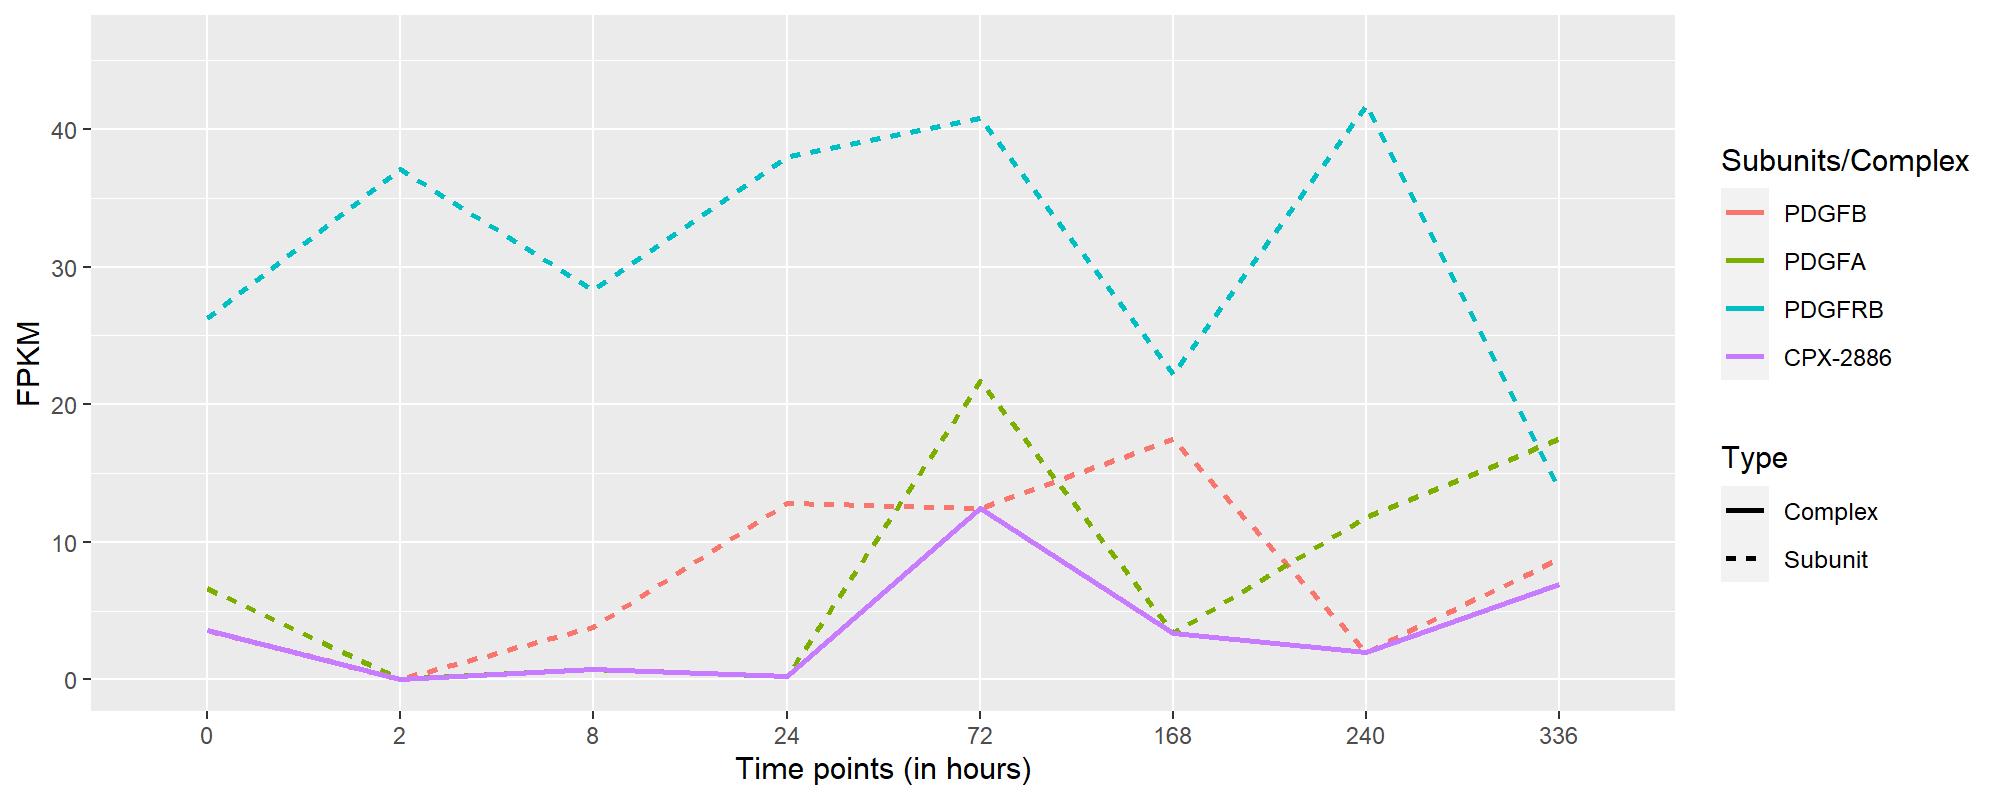 FPKM
40
30
20
10
0
0 2 8 24 72 168 240 336
Time points (in hours)
Subunits/Complex
PDGFB
PDGFA
PDGFRB
CPX-2886
Type
Complex
Subunit